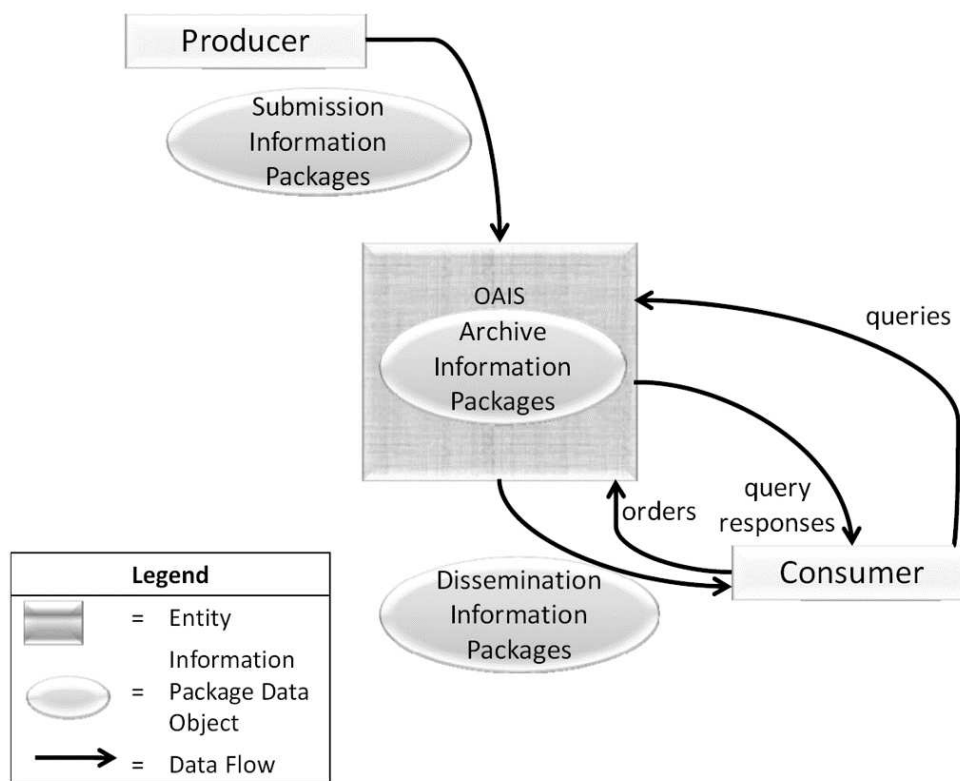 Producer
Submission
Information
Packages
OAIS
Archive
Information
Packages
queries
query
responses
orders
Consumer
Dissemination
Information
Packages
Legend
= Entity
Information
= Package Data
Object
= Data Flow